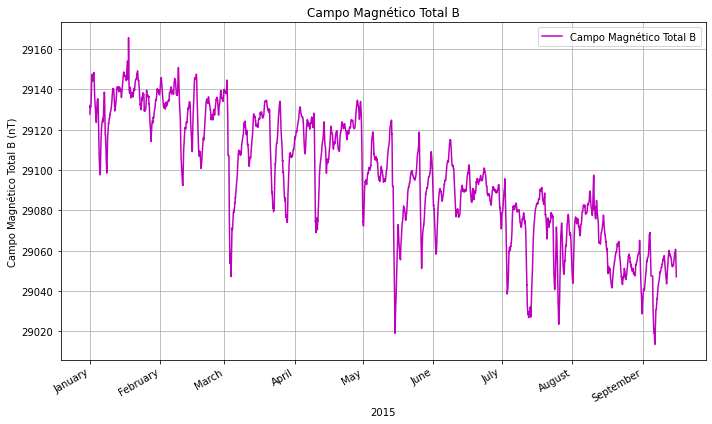 Campo Magnético Total B
Campo Magnético Total B
Campo Magnético Total B (nT)
29160
29140
29120
29100
29080
29060
29040
29020
January
February
March
April
May
June
July
August
September
2015